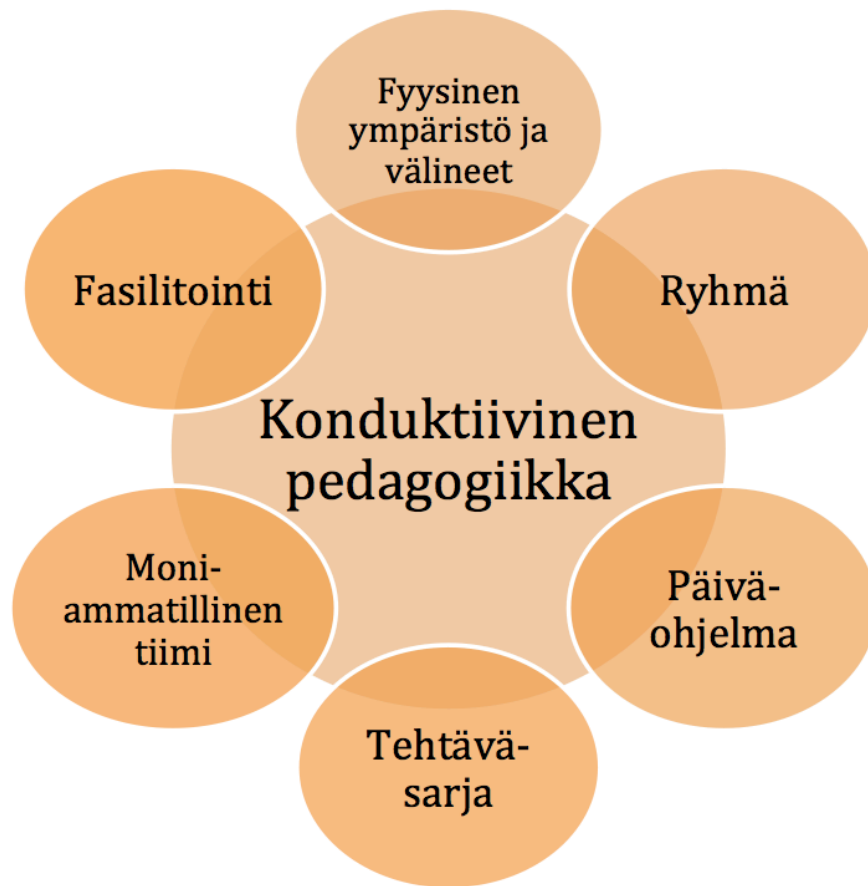 Fyysinen
ympäristö ja
välineet
Fasilitointi
Ryhmä
Konduktiivinen
pedagogiikka
Moni-
ammatillinen
tiimi
Päivä-
ohjelma
Tehtävä-
sarja